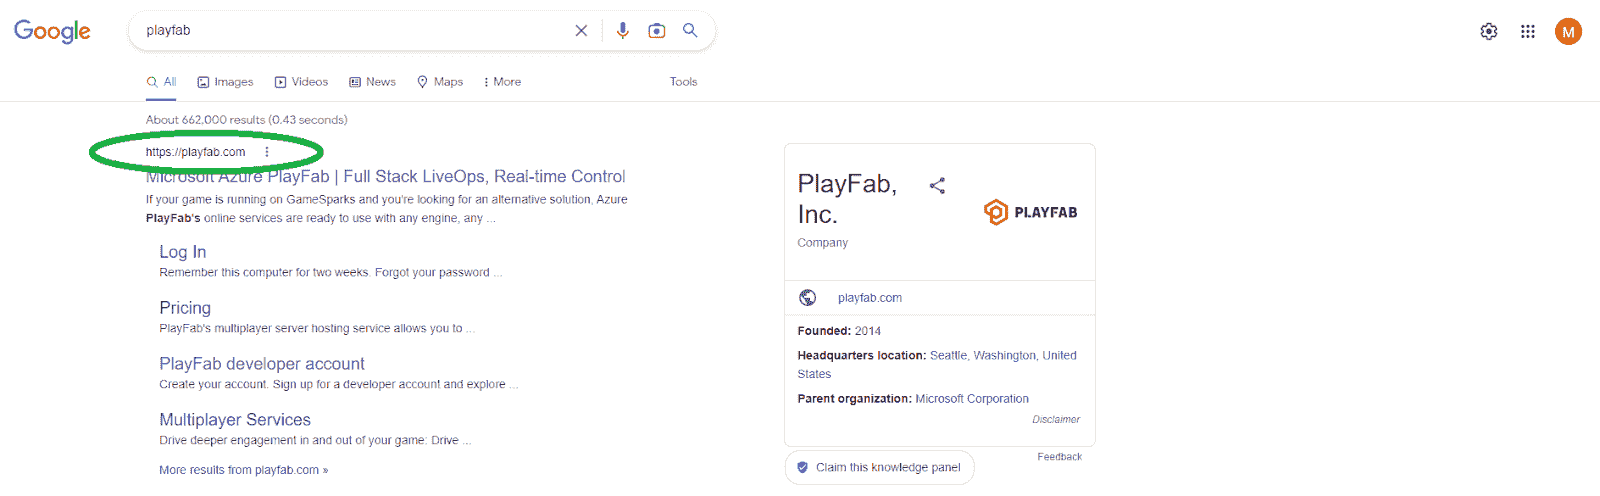 Google
playfab
M
All
Images
Videos
News
Maps
More
Tools
About 662,000 results (0.43 seconds)
https://playfab.com
Microsoft Azure PlayFab | Full Stack LiveOps, Real-time Control
If your game is running on GameSparks and you're looking for an alternative solution, Azure
PlayFab's online services are ready to use with any engine, any ...
Log In
Remember this computer for two weeks. Forgot your password ...
Pricing
PlayFab's multiplayer server hosting service allows you to ...
PlayFab developer account
Create your account. Sign up for a developer account and explore ...
Multiplayer Services
Drive deeper engagement in and out of your game: Drive ...
More results from playfab.com »
PlayFab,
Inc.
Company
PLAYFAB
playfab.com
Founded: 2014
Headquarters location: Seattle, Washington, United
States
Parent organization: Microsoft Corporation
Disclaimer
Feedback
Claim this knowledge panel